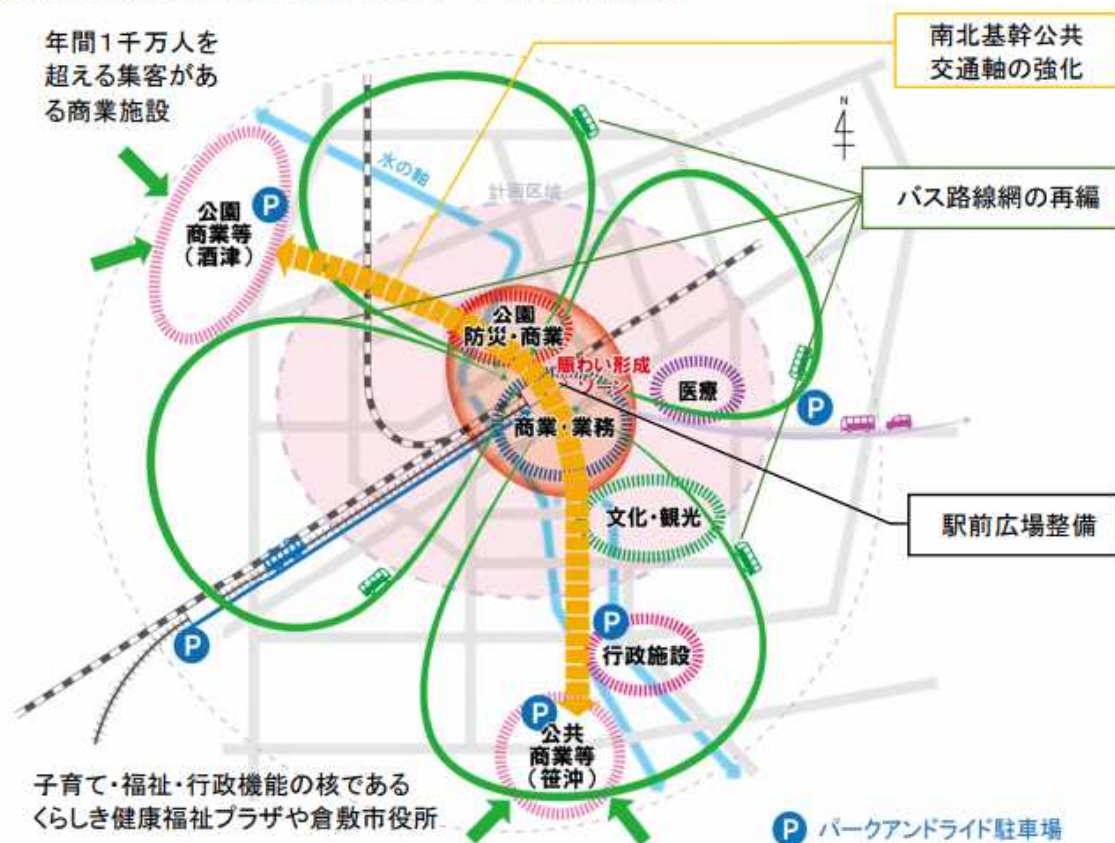 年間1千万人を
超える集客があ
る商業施設
南北基幹公共
交通軸の強化
N
水の軸
計画区域
バス路線網の再編
P
公園
商業等
(酒津)
公園
防災・商業
賑わい形成
ゾーン
医療
P
商業・業務
文化・観光
駅前広場整備
P
P
行政施設
P
公共
商業等
(笹沖)
子育て・福祉・行政機能の核である
くらしき健康福祉プラザや倉敷市役所
P パークアンドライド駐車場